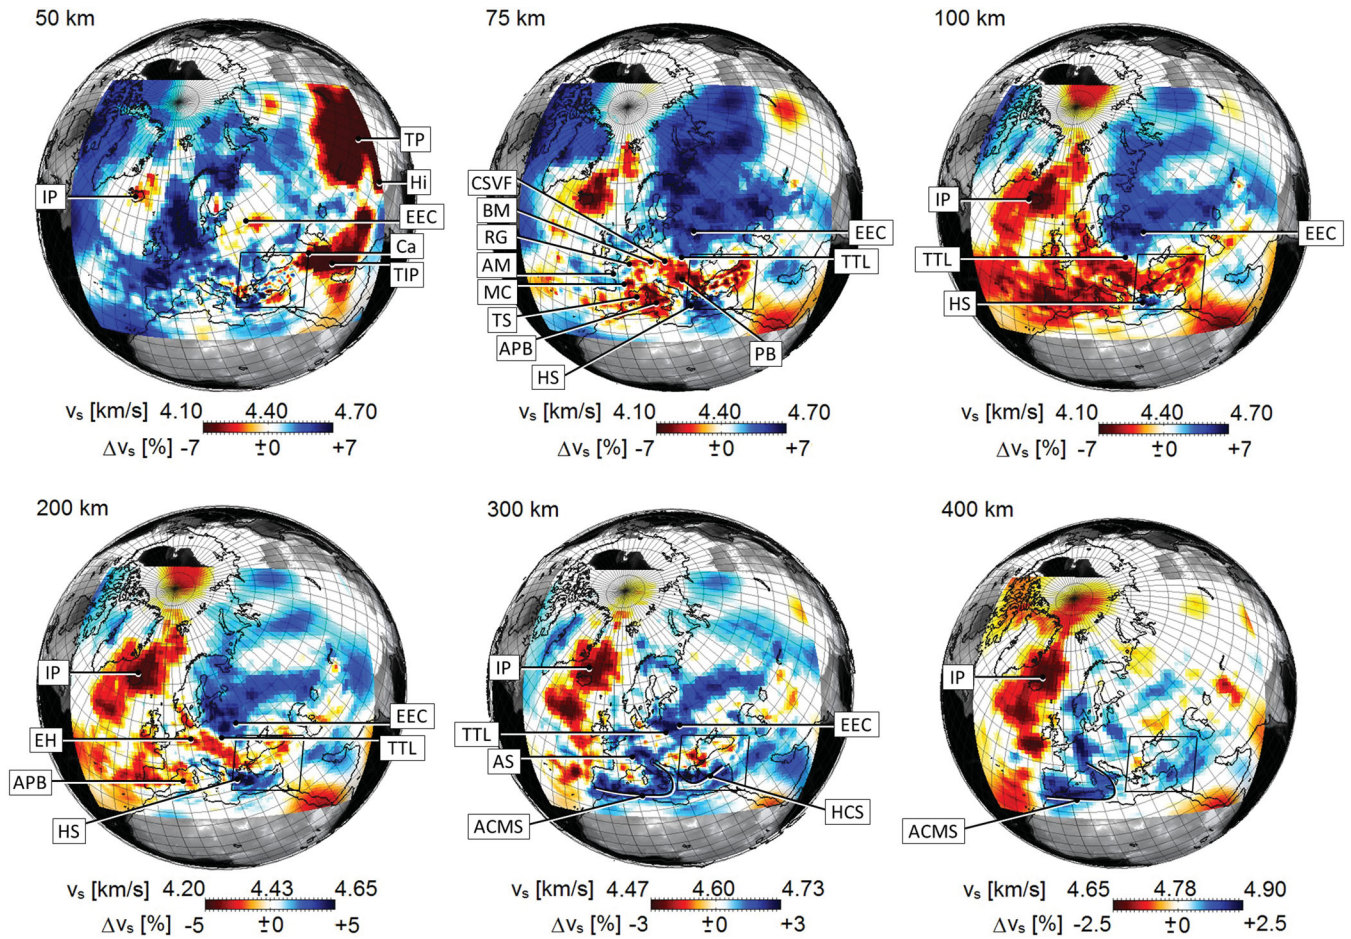 50 km
TP
Hi
IP
EEC
Ca
TIP
vs [km/s] 4.10 4.40 4.70
Δvs [%] -7 ±0 +7
75 km
CSVF
BM
RG
AM
MC
TS
APB
HS
EEC
TTL
PB
vs [km/s] 4.10 4.40 4.70
Δvs [%] -7 ±0 +7
100 km
IP
EEC
TTL
HS
vs [km/s] 4.10 4.40 4.70
Δvs [%] -7 ±0 +7
200 km
IP
EEC
EH
TTL
APB
HS
vs [km/s] 4.20 4.43 4.65
Δvs [%] -5 ±0 +5
300 km
IP
EEC
TTL
AS
HCS
ACMS
vs [km/s] 4.47 4.60 4.73
Δvs [%] -3 ±0 +3
400 km
IP
ACMS
vs [km/s] 4.65 4.78 4.90
Δvs [%] -2.5 ±0 +2.5